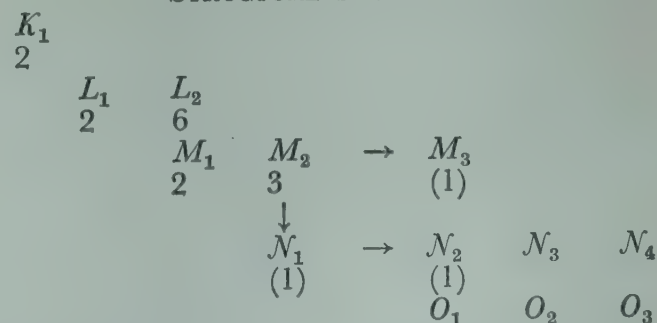 K₁
2
L₁ L₂
2 6
M₁ M₂ → M₃
2 3 (1)
↓
N₁ → N₂ N₃ N₄
(1) (1)
O₁ O₂ O₃